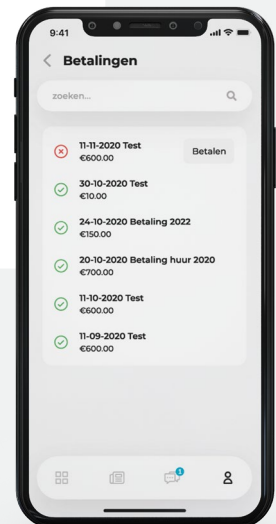 9:41
Betalingen
zoeken...
11-11-2020 Test
€600.00
Betalen
30-10-2020 Test
€10.00
24-10-2020 Betaling 2022
€150.00
20-10-2020 Betaling huur 2020
€700.00
11-10-2020 Test
€600.00
11-09-2020 Test
€600.00
1